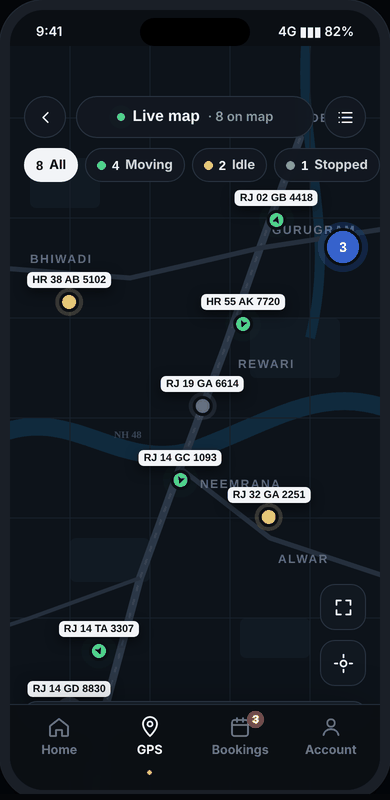 9:41
4G 82%
Live map · 8 on map
8 All
4 Moving
2 Idle
1 Stopped
RJ 02 GB 4418
GURUGRAM
3
BHIWADI
HR 38 AB 5102
HR 55 AK 7720
REWARI
RJ 19 GA 6614
NH 48
RJ 14 GC 1093
NEEMRANA
RJ 32 GA 2251
ALWAR
RJ 14 TA 3307
RJ 14 GD 8830
3
Home
GPS
Bookings
Account